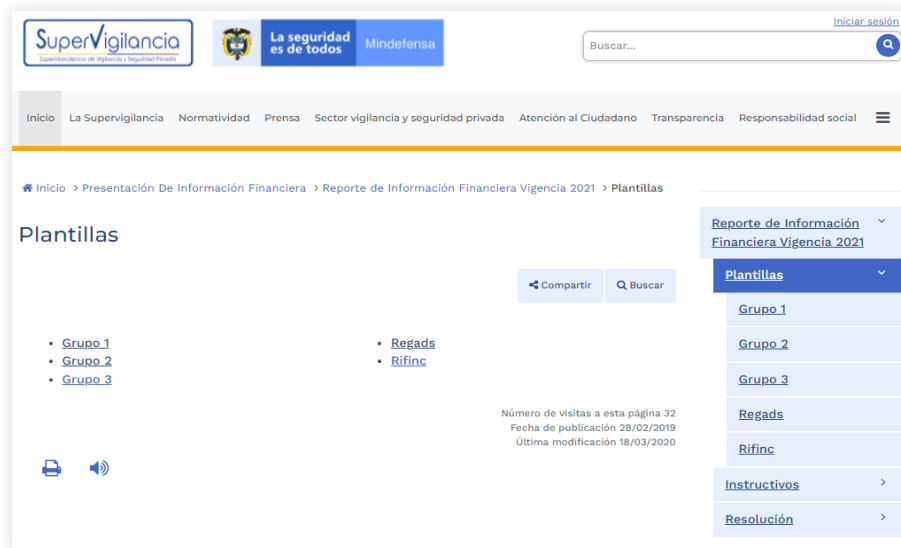 Iniciar sesión
SuperVigilancia
Superintendencia de Vigilancia y Seguridad Privada
La seguridad
es de todos
Mindefensa
Buscar...
Inicio La Supervigilancia Normatividad Prensa Sector vigilancia y seguridad privada Atención al Ciudadano Transparencia Responsabilidad social
Inicio > Presentación De Información Financiera > Reporte de Información Financiera Vigencia 2021 > Plantillas
Plantillas
Compartir
Buscar
• Grupo 1
• Grupo 2
• Grupo 3
• Regads
• Rifinc
Número de visitas a esta página 32
Fecha de publicación 28/02/2019
Última modificación 18/03/2020
Reporte de Información
Financiera Vigencia 2021
Plantillas
Grupo 1
Grupo 2
Grupo 3
Regads
Rifinc
Instructivos
Resolución